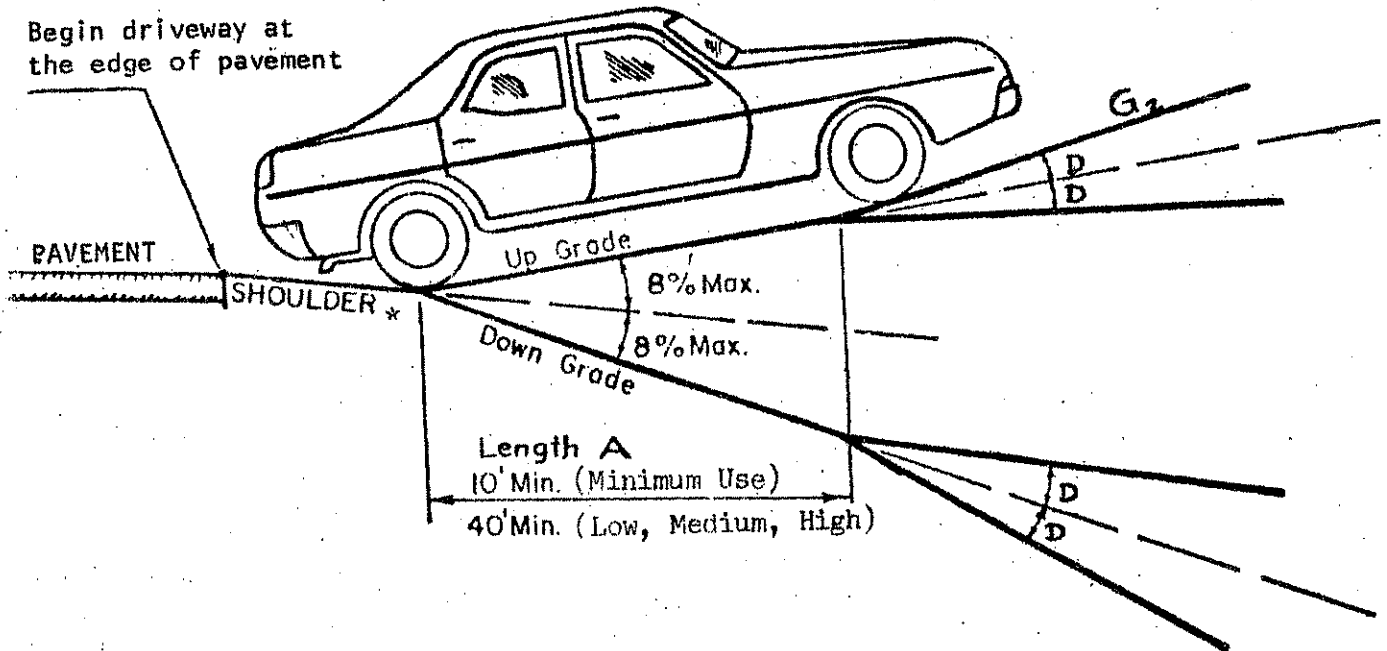 Begin driveway at
the edge of pavement
G₂
D
D
PAVEMENT
Up Grade
SHOULDER *
8% Max.
8% Max.
Down Grade
Length A
10' Min. (Minimum Use)
40' Min. (Low, Medium, High)
D
D